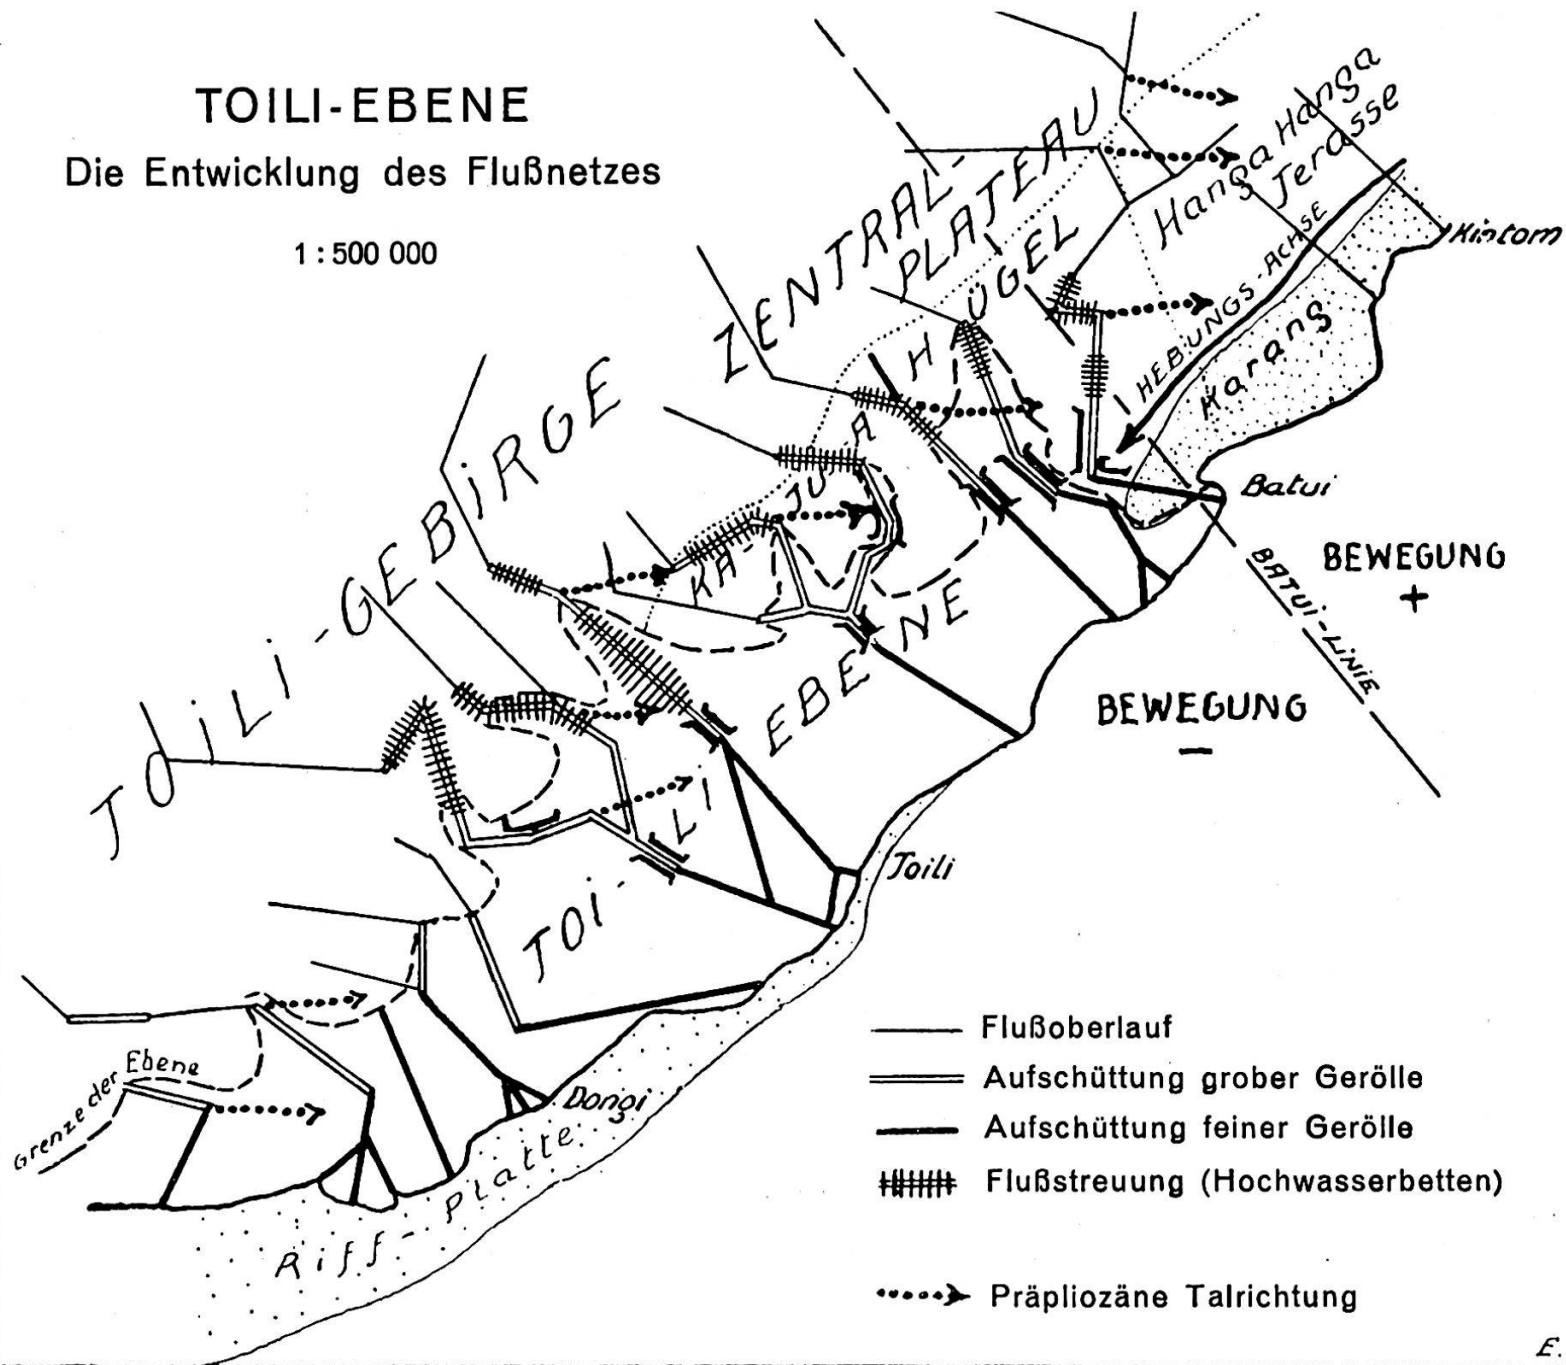 TOILI-EBENE
Die Entwicklung des Flußnetzes
1 : 500 000
ZENTRAL-
PLATEAU
Hanga Hanga
Terasse
Kintom
HEBUNGS-ACHSE
Karang
HÜGEL
TOILI-GEBIRGE
KA-JU-A
Batui
BEWEGUNG
+
BATUI-LINIE
BEWEGUNG
−
TOI-LI EBENE
Toili
Grenze der Ebene
Dongi
Riff-Platte
Flußoberlauf
Aufschüttung grober Gerölle
Aufschüttung feiner Gerölle
Flußstreuung (Hochwasserbetten)
Präpliozäne Talrichtung
E.